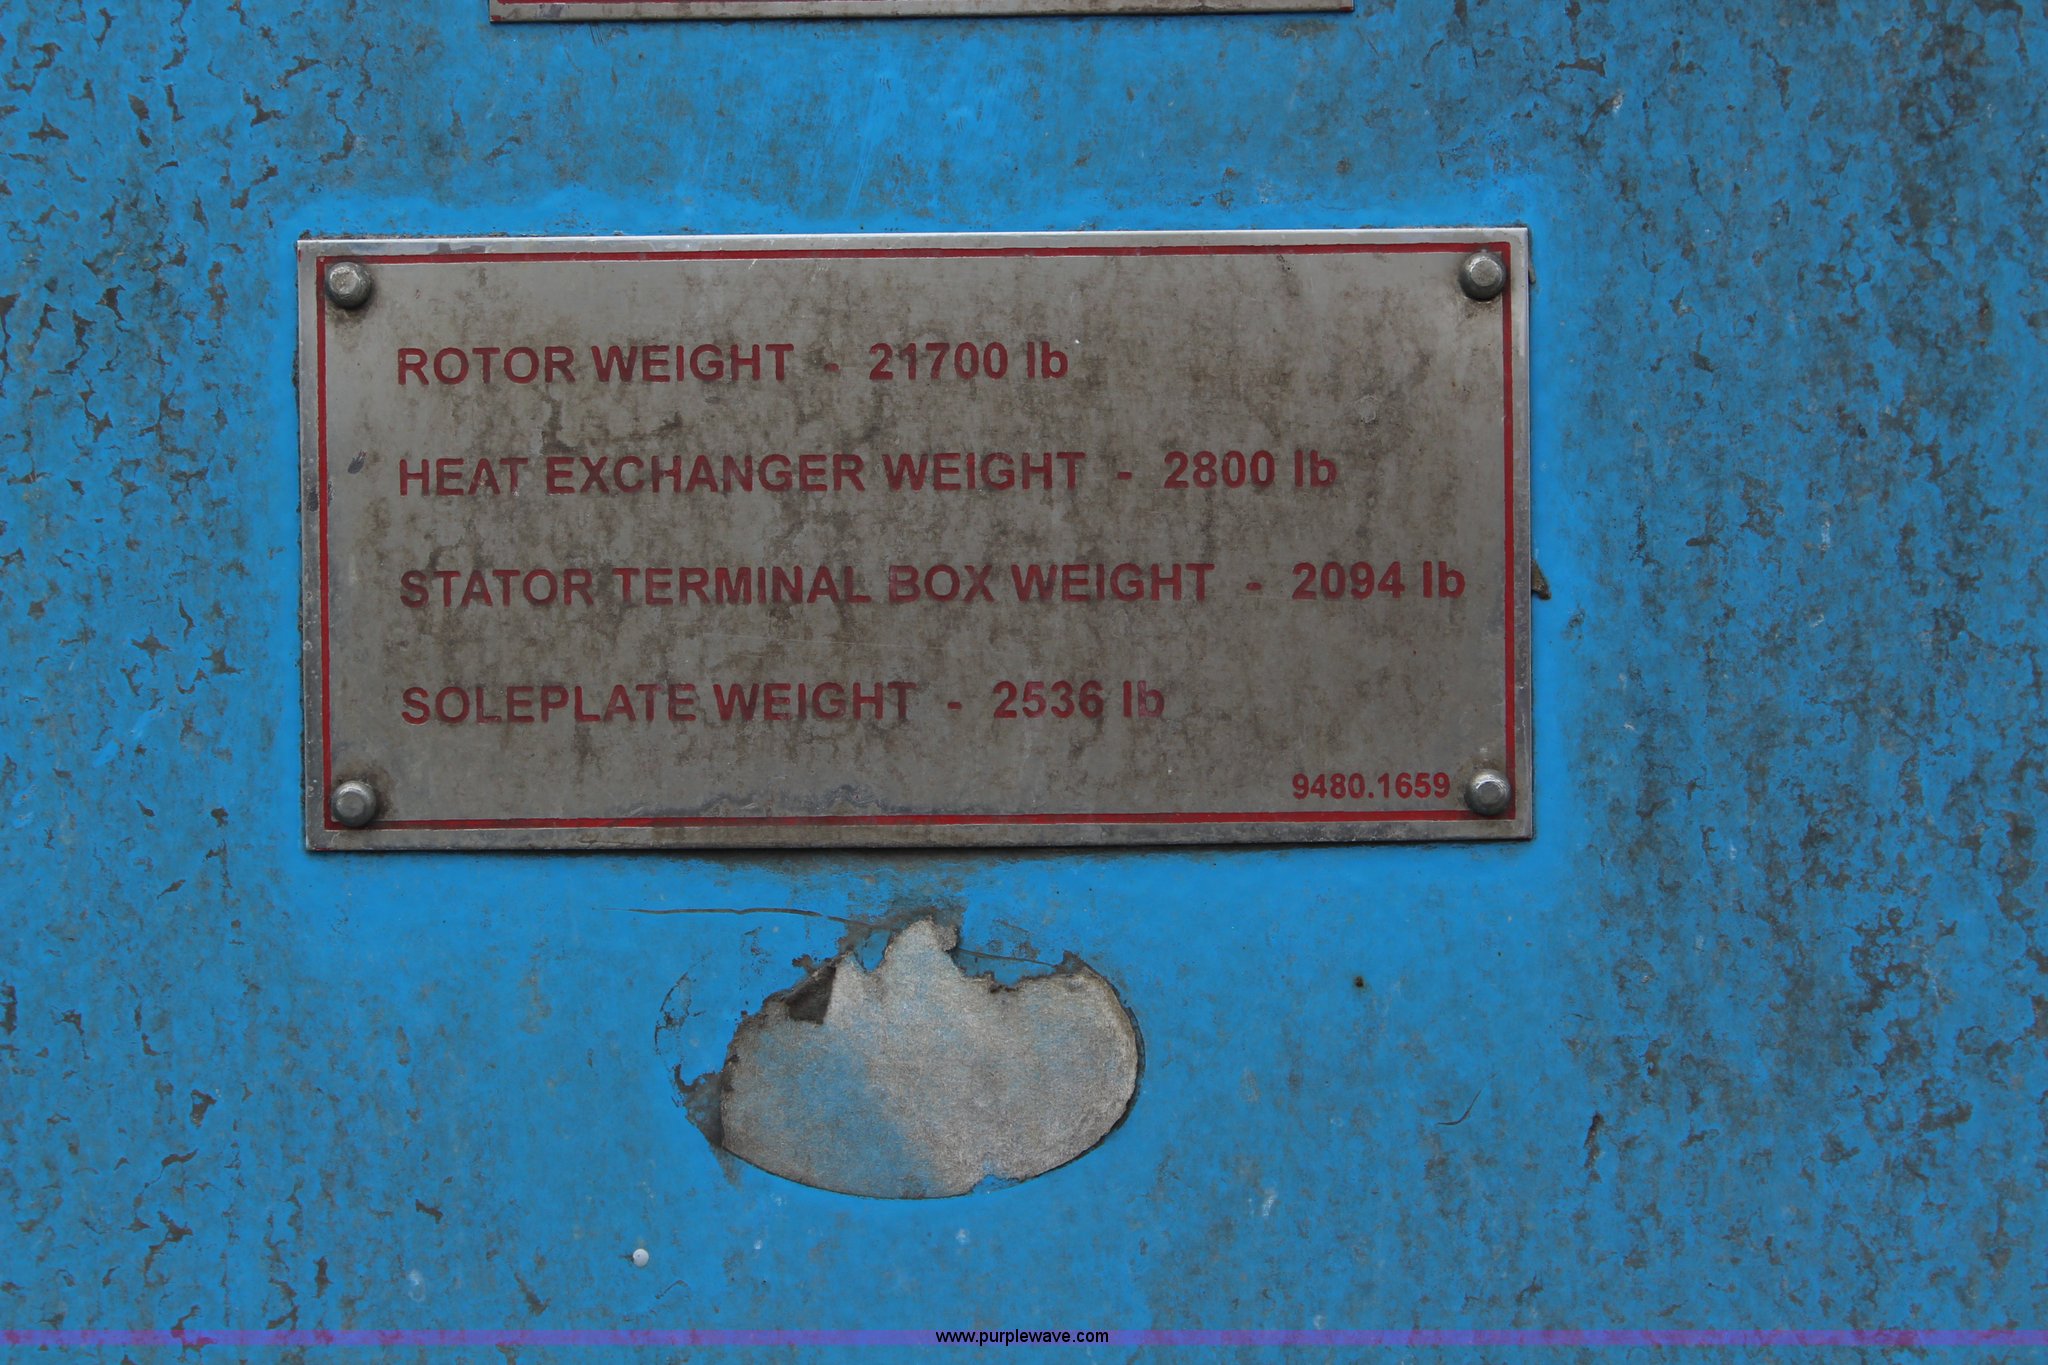 ROTOR WEIGHT - 21700 lb
HEAT EXCHANGER WEIGHT - 2800 lb
STATOR TERMINAL BOX WEIGHT - 2094 lb
SOLEPLATE WEIGHT - 2536 lb
9480.1659
www.purplewave.com